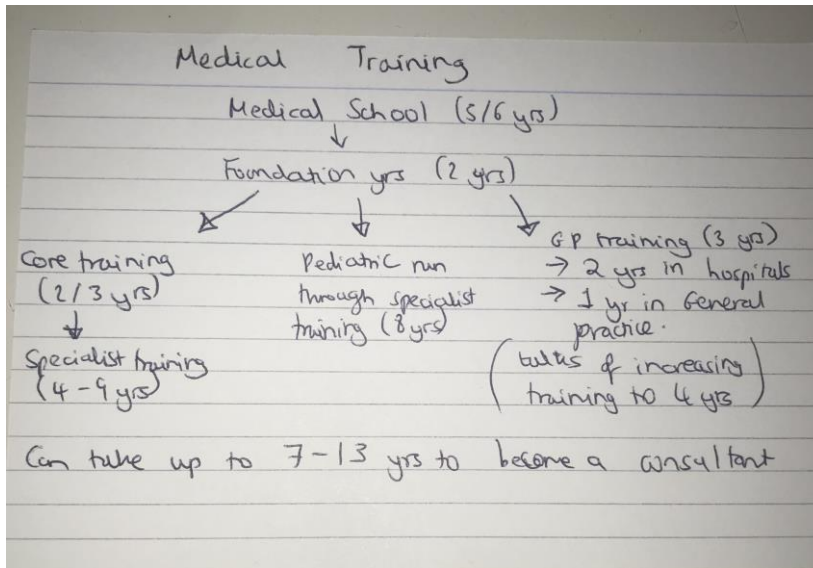 Medical Training
Medical School (5/6 yrs)
↓
Foundation yrs (2 yrs)
Core training
(2/3 yrs)
↓
Specialist training
(4-9 yrs)
Pediatric run
through specialist
training (8 yrs)
GP training (3 yrs)
→ 2 yrs in hospitals
→ 1 yr in General
practice.
(talks of increasing
training to 4 yrs)
Can take up to 7-13 yrs to become a consultant